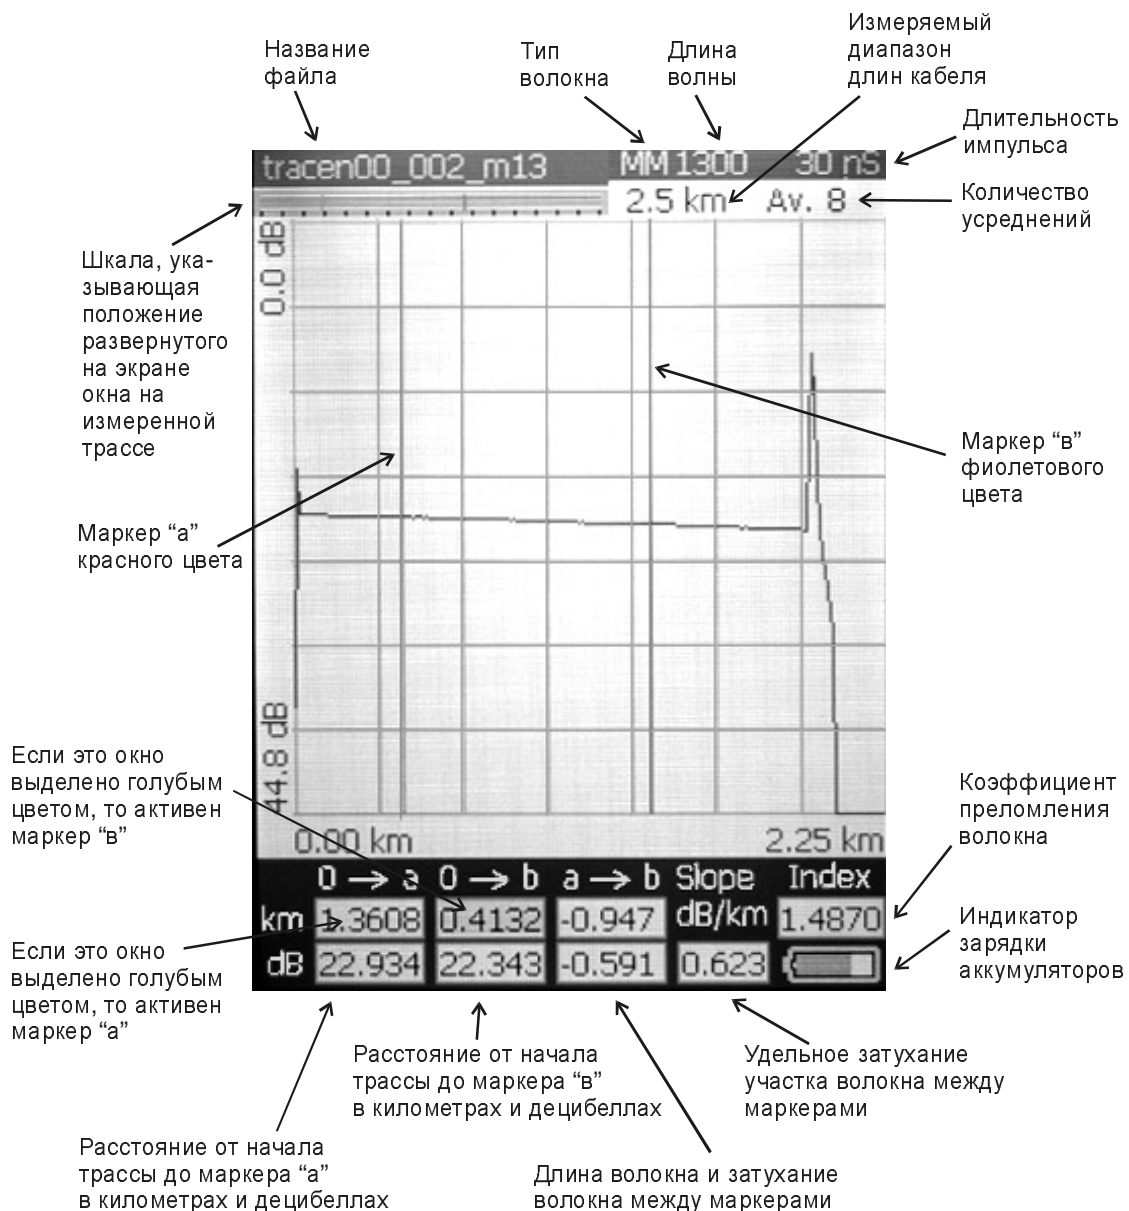 Название
файла
Тип
волокна
Длина
волны
Измеряемый
диапазон
длин кабеля
Длительность
импульса
Количество
усреднений
tracen00_002_m13 MM 1300 30 nS
2.5 km Av. 8
Шкала, ука-
зывающая
положение
развернутого
на экране
окна на
измеренной
трассе
0.0 dB
Маркер “в”
фиолетового
цвета
Маркер “а”
красного цвета
44.8 dB
Если это окно
выделено голубым
цветом, то активен
маркер “в”
Коэффициент
преломления
волокна
0.00 km 2.25 km
0 → a 0 → b a → b Slope Index
km 1.3608 0.4132 -0.947 dB/km 1.4870
dB 22.934 22.343 -0.591 0.623
Если это окно
выделено голубым
цветом, то активен
маркер “а”
Индикатор
зарядки
аккумуляторов
Расстояние от начала
трассы до маркера “в”
в километрах и децибеллах
Удельное затухание
участка волокна между
маркерами
Расстояние от начала
трассы до маркера “а”
в километрах и децибеллах
Длина волокна и затухание
волокна между маркерами